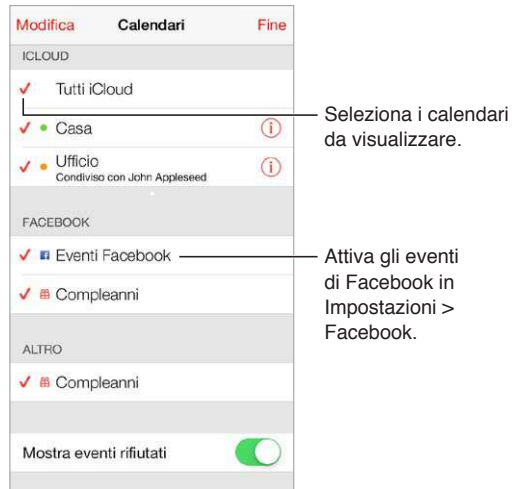 Modifica Calendari Fine
ICLOUD
Tutti iCloud
Casa
Ufficio
Condiviso con John Appleseed
FACEBOOK
Eventi Facebook
Compleanni
ALTRO
Compleanni
Mostra eventi rifiutati
Seleziona i calendari
da visualizzare.
Attiva gli eventi
di Facebook in
Impostazioni >
Facebook.